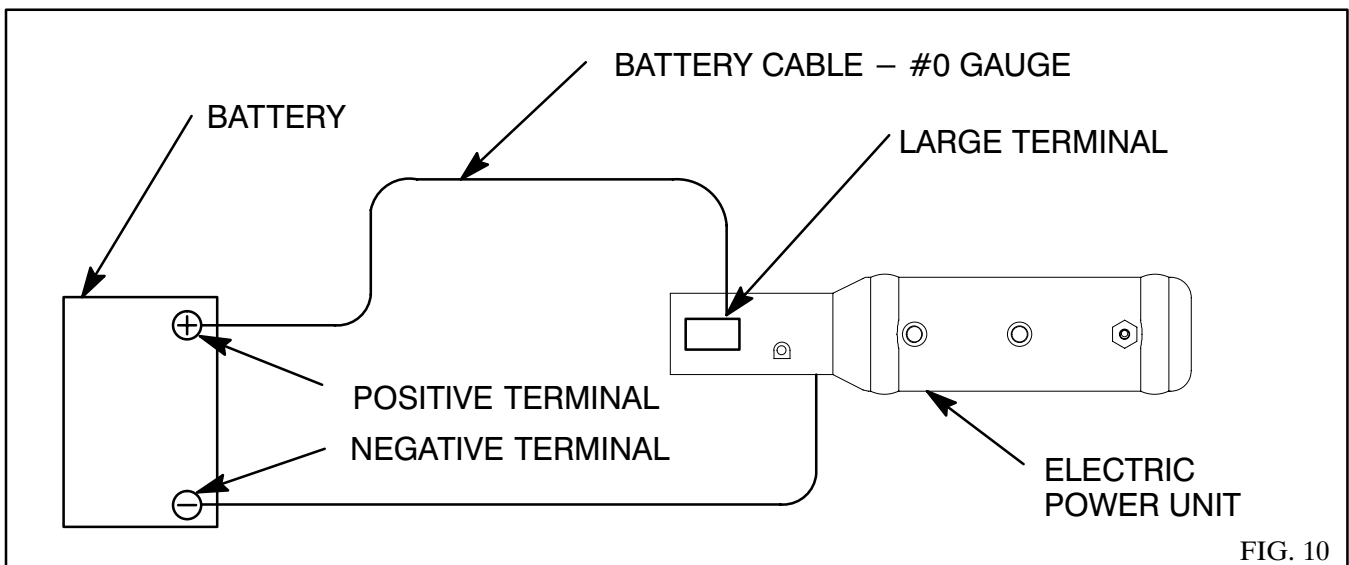 BATTERY CABLE – #0 GAUGE
BATTERY
LARGE TERMINAL
+
POSITIVE TERMINAL
NEGATIVE TERMINAL
−
ELECTRIC
POWER UNIT
FIG. 10